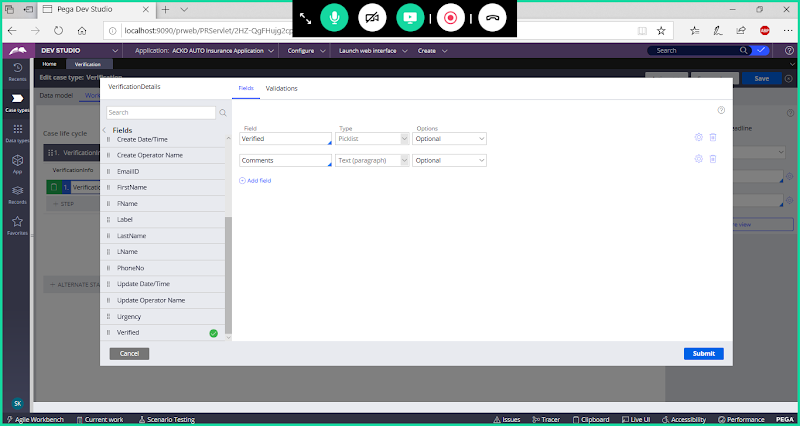 Pega Dev Studio
localhost:9090/prweb/PRServlet/2HZ-QgFHujg2cp
ABP
DEV STUDIO
Application: ACKO AUTO Insurance Application
Configure
Launch web interface
Create
Search
Home
Verification
Recents
Case types
Data types
App
Records
Favorites
SK
Edit case type: Verification
Save
Data model
Case life cycle
VerificationInfo
STEP
VerificationDetails
Fields
Validations
Search
Fields
Create Date/Time
Create Operator Name
EmailID
FirstName
FName
Label
LastName
LName
PhoneNo
Update Date/Time
Update Operator Name
Urgency
Verified
Field
Type
Options
Verified
Picklist
Optional
Comments
Text (paragraph)
Optional
Add field
Cancel
Submit
Agile Workbench
Current work
Scenario Testing
Issues
Tracer
Clipboard
Live UI
Accessibility
Performance
PEGA